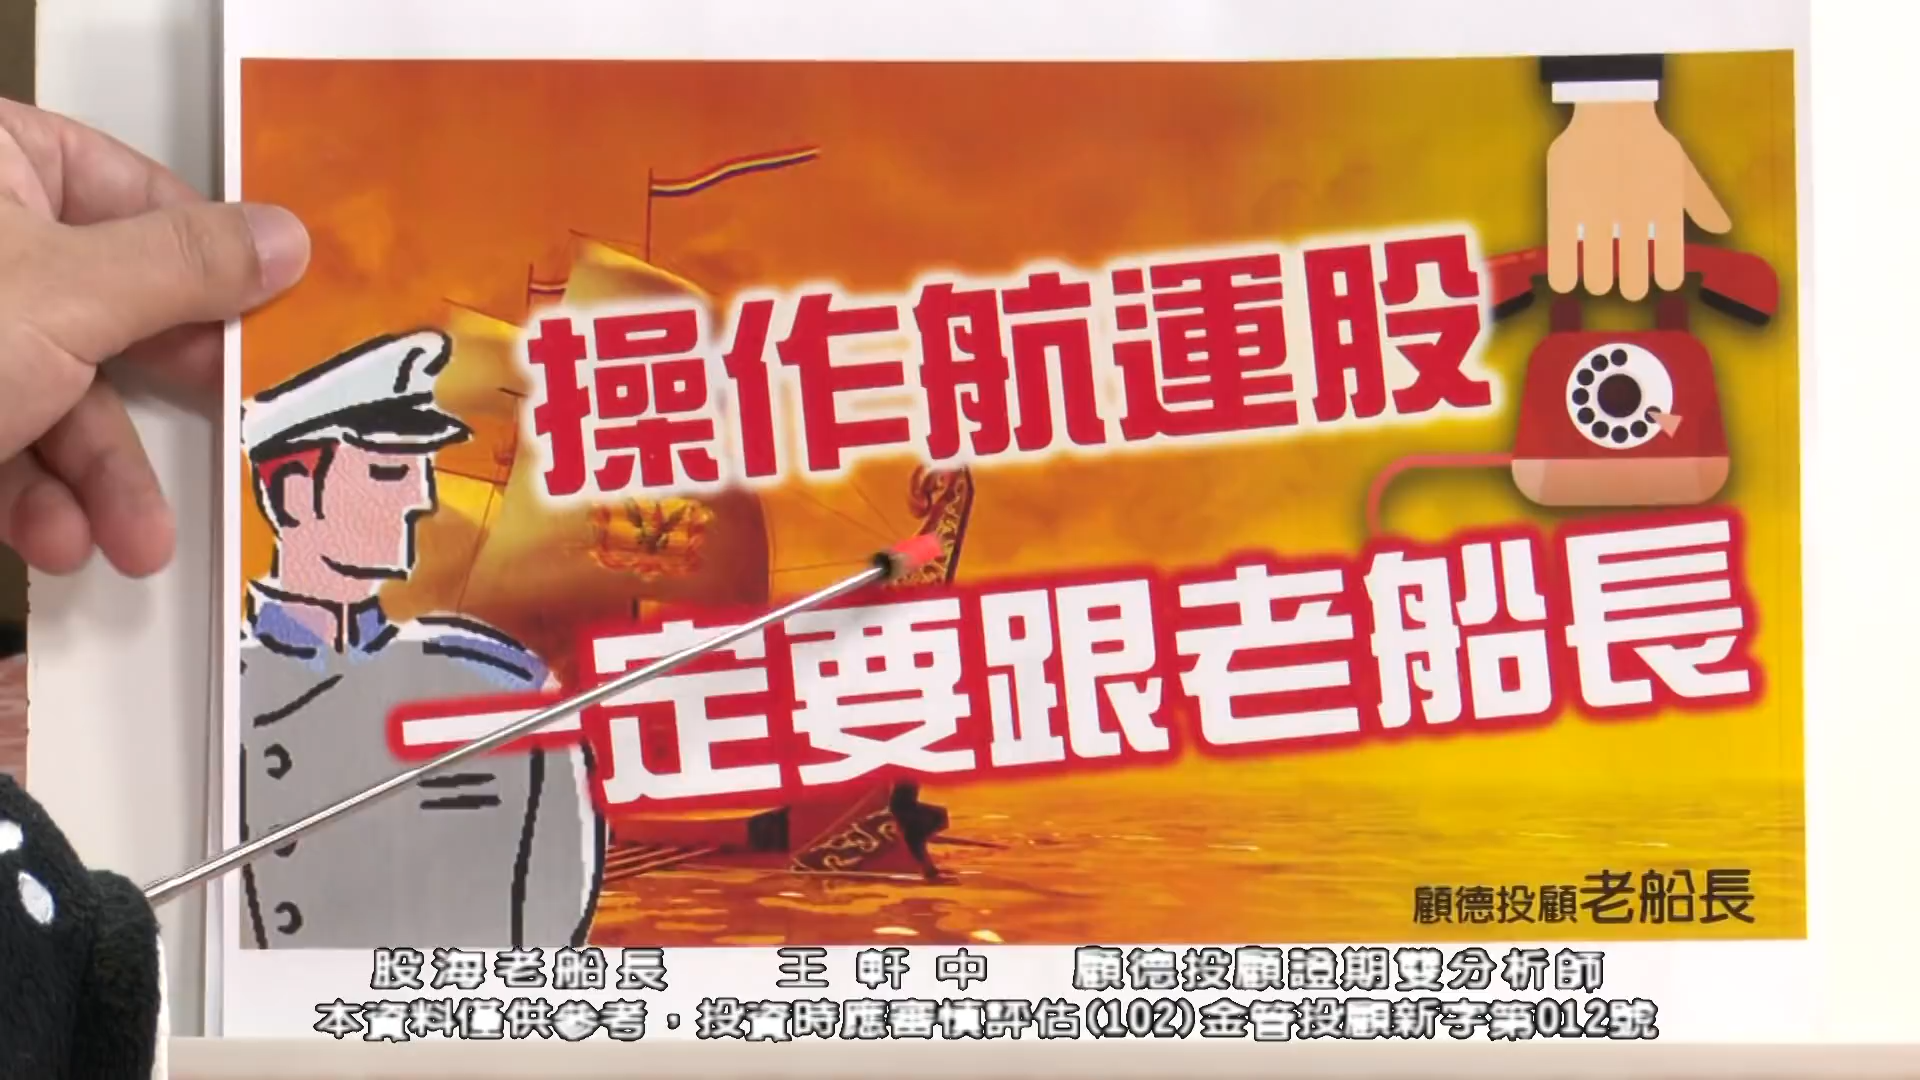 操作航運股
一定要跟老船長
顧德投顧老船長
股海老船長 王軒中 顧德投顧證期雙分析師
本資料僅供參考，投資時應審慎評估(102)金管投顧新字第012號